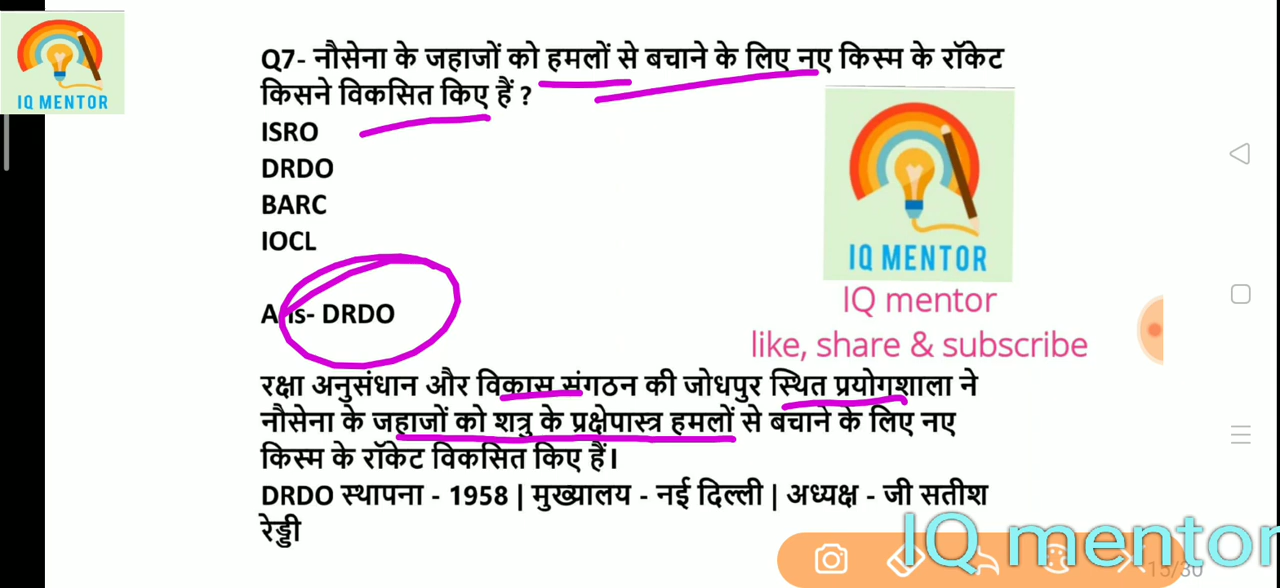 IQ MENTOR
Q7- नौसेना के जहाजों को हमलों से बचाने के लिए नए किस्म के रॉकेट
किसने विकसित किए हैं ?
ISRO
DRDO
BARC
IOCL
Ans- DRDO
IQ MENTOR
IQ mentor
like, share & subscribe
रक्षा अनुसंधान और विकास संगठन की जोधपुर स्थित प्रयोगशाला ने
नौसेना के जहाजों को शत्रु के प्रक्षेपास्त्र हमलों से बचाने के लिए नए
किस्म के रॉकेट विकसित किए हैं।
DRDO स्थापना - 1958 | मुख्यालय - नई दिल्ली | अध्यक्ष - जी सतीश
रेड्डी
IQ mentor
15/30